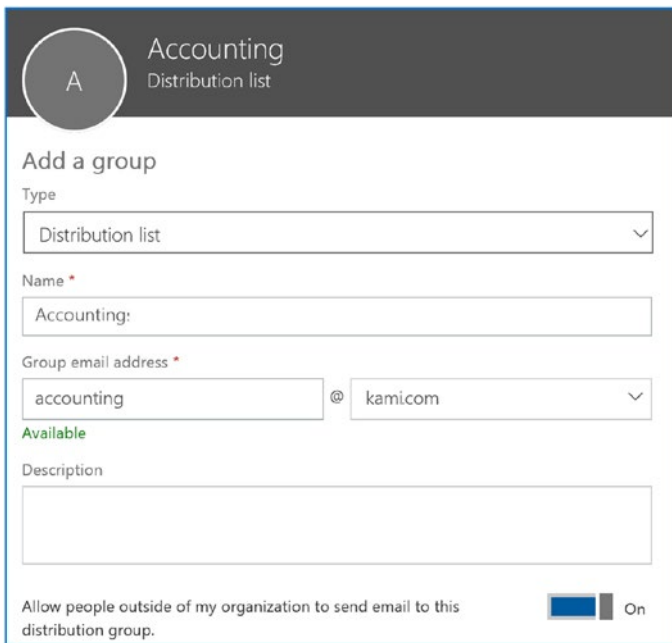 A
Accounting
Distribution list
Add a group
Type
Distribution list
Name *
Accounting:
Group email address *
accounting @ kami.com
Available
Description
Allow people outside of my organization to send email to this
distribution group.
On